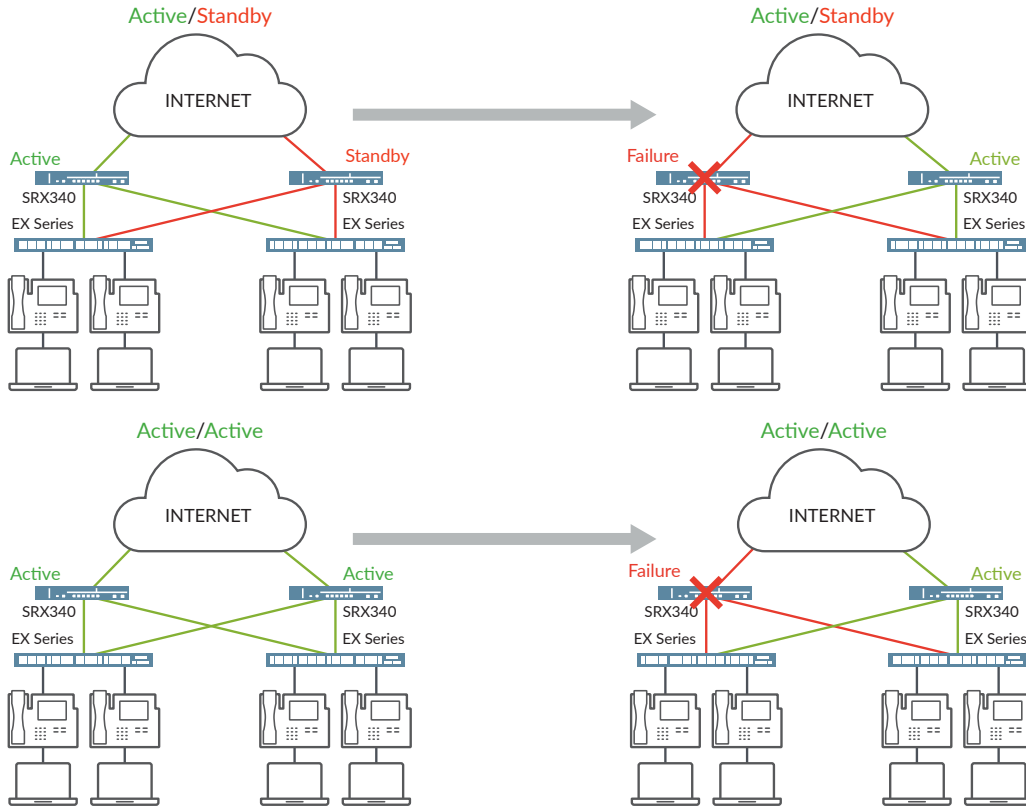 Active/Standby
INTERNET
Active
Standby
SRX340
SRX340
EX Series
EX Series
Active/Standby
INTERNET
Failure
Active
SRX340
SRX340
EX Series
EX Series
Active/Active
INTERNET
Active
Active
SRX340
SRX340
EX Series
EX Series
Active/Active
INTERNET
Failure
Active
SRX340
SRX340
EX Series
EX Series